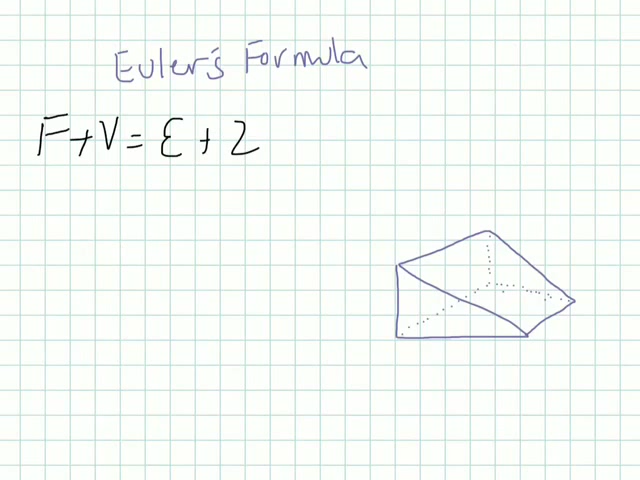 Euler's Formula
F+V = E + 2